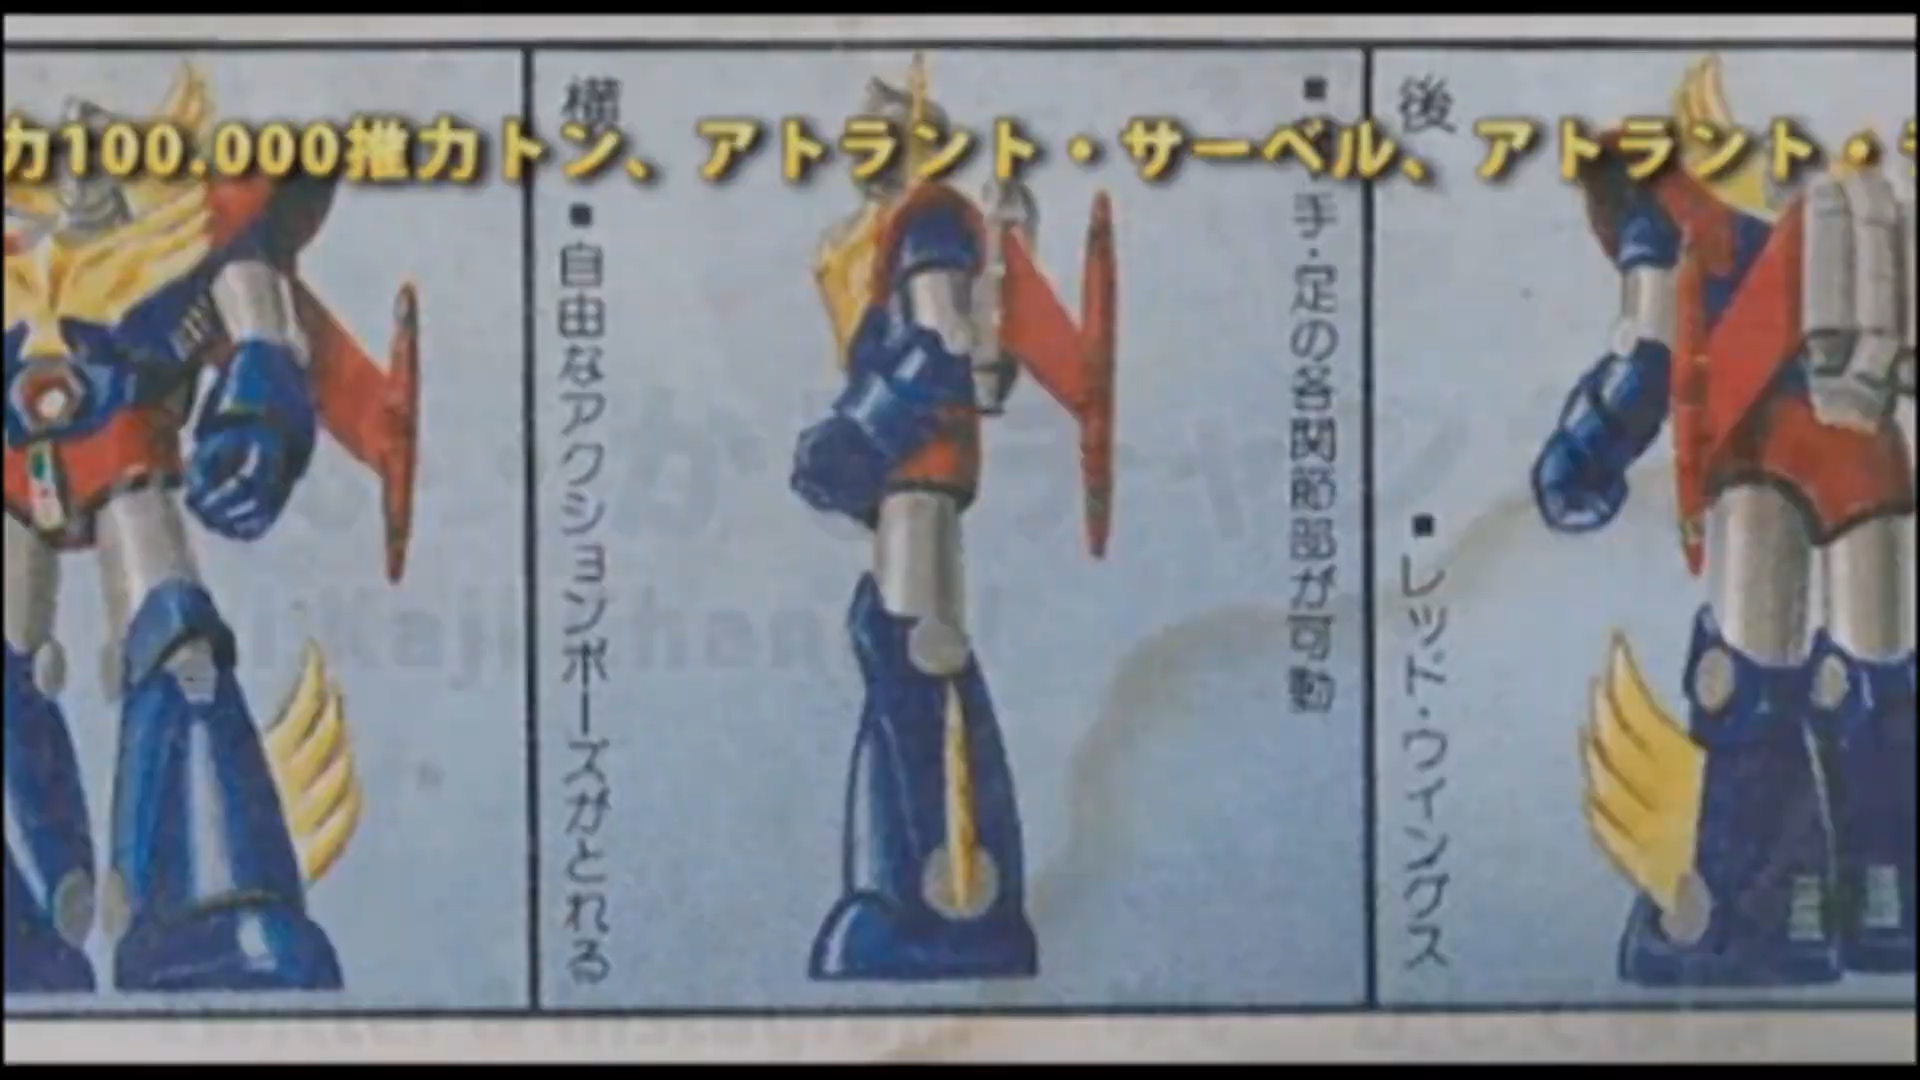 力100.000推力トン、アトラント・サーベル、アトラント・
横
■自由なアクションポーズがとれる
手・足の各関節部が可動
後
■レッド・ウイングス